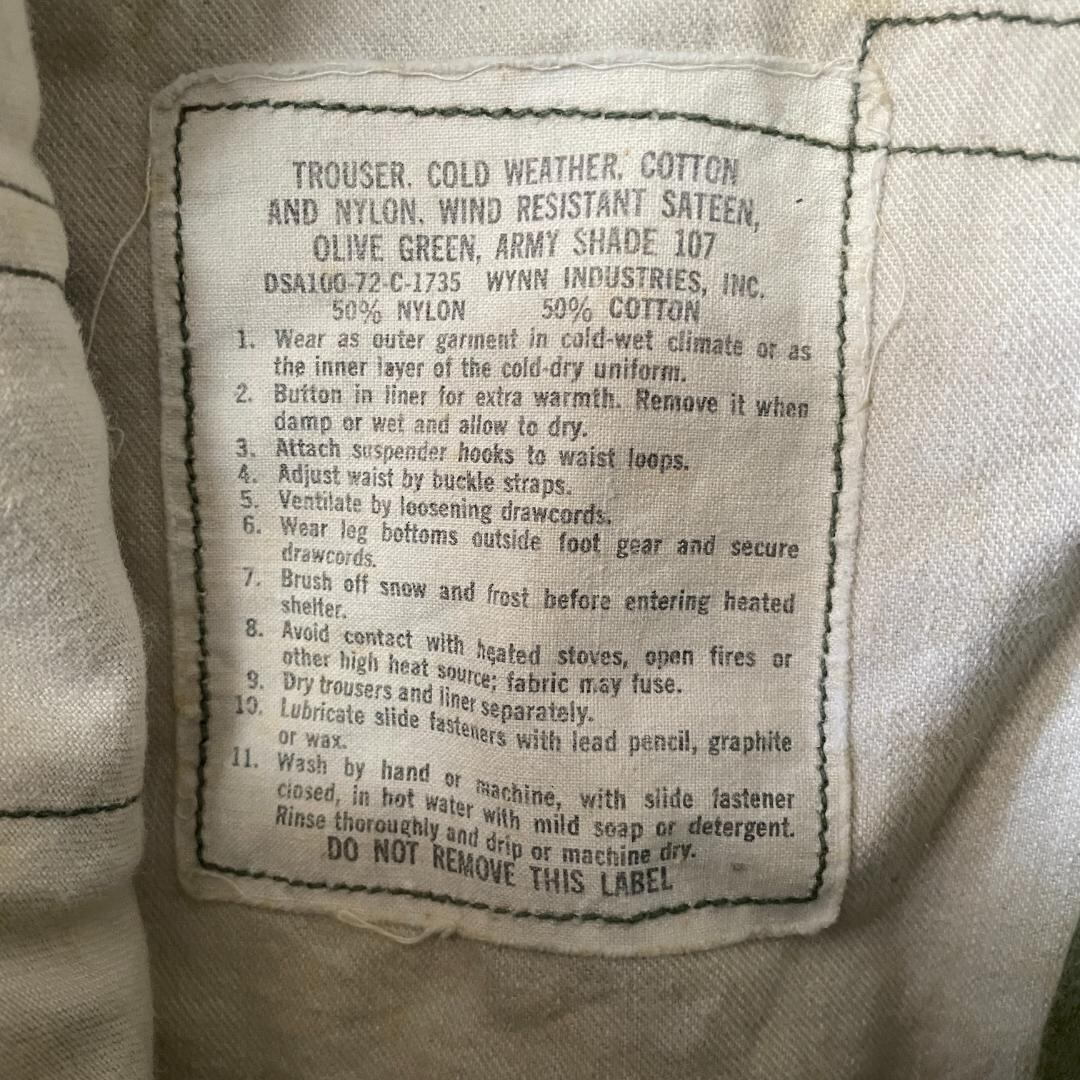 TROUSER. COLD WEATHER. COTTON
AND NYLON. WIND RESISTANT SATEEN,
OLIVE GREEN, ARMY SHADE 107
DSA100-72-C-1735 WYNN INDUSTRIES, INC.
50% NYLON 50% COTTON
1. Wear as outer garment in cold-wet climate or as
the inner layer of the cold-dry uniform.
2. Button in liner for extra warmth. Remove it when
damp or wet and allow to dry.
3. Attach suspender hooks to waist loops.
4. Adjust waist by buckle straps.
5. Ventilate by loosening drawcords.
6. Wear leg bottoms outside foot gear and secure
drawcords.
7. Brush off snow and frost before entering heated
shelter.
8. Avoid contact with heated stoves, open fires or
other high heat source; fabric may fuse.
9. Dry trousers and liner separately.
10. Lubricate slide fasteners with lead pencil, graphite
or wax.
11. Wash by hand or machine, with slide fastener
closed, in hot water with mild soap or detergent.
Rinse thoroughly and drip or machine dry.
DO NOT REMOVE THIS LABEL